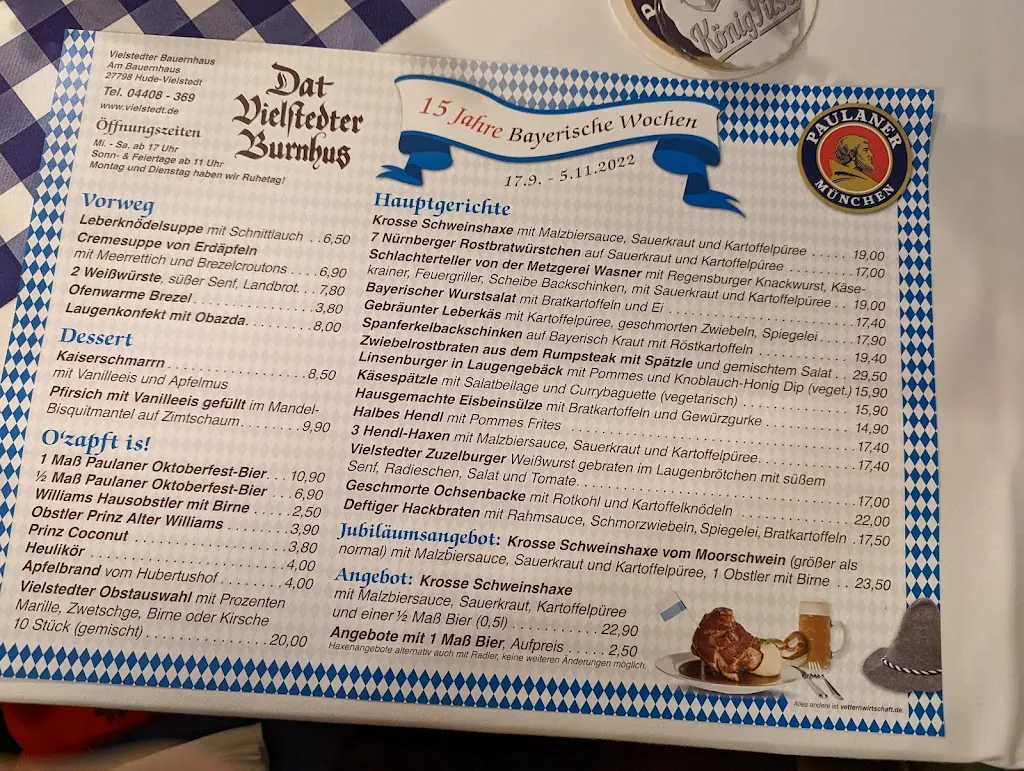 Vielstedter Bauernhaus
Am Bauernhaus
27798 Hude-Vielstedt
Tel. 04408 - 369
www.vielstedt.de
Öffnungszeiten
Mi. - Sa. ab 17 Uhr
Sonn- & Feiertage ab 11 Uhr
Montag und Dienstag haben wir Ruhetag!
Dat
Vielstedter
Burnhus
15 Jahre Bayerische Wochen
17.9. - 5.11.2022
PAULANER
MÜNCHEN
KönigPilse
Vorweg
Leberknödelsuppe mit Schnittlauch . . 6,50
Cremesuppe von Erdäpfeln
mit Meerrettich und Brezelcroutons . . . . 6,90
2 Weißwürste, süßer Senf, Landbrot. . . 7,80
Ofenwarme Brezel . . . . . . . . . . . . . . . . 3,80
Laugenkonfekt mit Obazda. . . . . . . . . . 8,00
Dessert
Kaiserschmarrn . . . . . . . . . . . . . . . . . 8,50
mit Vanilleeis und Apfelmus
Pfirsich mit Vanilleeis gefüllt im Mandel-
Bisquitmantel auf Zimtschaum. . . . . . . . 9,90
O'zapft is!
1 Maß Paulaner Oktoberfest-Bier. . . 10,90
½ Maß Paulaner Oktoberfest-Bier . . . 6,90
Williams Hausobstler mit Birne . . . . . 2,50
Obstler Prinz Alter Williams . . . . . . . . 3,90
Prinz Coconut . . . . . . . . . . . . . . . . . . 3,80
Heulikör . . . . . . . . . . . . . . . . . . . . . . 4,00
Apfelbrand vom Hubertushof . . . . . . . . 4,00
Vielstedter Obstauswahl mit Prozenten
Marille, Zwetschge, Birne oder Kirsche
10 Stück (gemischt) . . . . . . . . . . . . . . . 20,00
Hauptgerichte
Krosse Schweinshaxe mit Malzbiersauce, Sauerkraut und Kartoffelpüree . . . . . 19,00
7 Nürnberger Rostbratwürstchen auf Sauerkraut und Kartoffelpüree . . . . . . . . 17,00
Schlachterteller von der Metzgerei Wasner mit Regensburger Knackwurst, Käse-
krainer, Feuergriller, Scheibe Backschinken, mit Sauerkraut und Kartoffelpüree . . 19,00
Bayerischer Wurstsalat mit Bratkartoffeln und Ei . . . . . . . . . . . . . . . . . . . . 17,40
Gebräunter Leberkäs mit Kartoffelpüree, geschmorten Zwiebeln, Spiegelei . . . . . 17,90
Spanferkelbackschinken auf Bayerisch Kraut mit Röstkartoffeln . . . . . . . . . . . 19,40
Zwiebelrostbraten aus dem Rumpsteak mit Spätzle und gemischtem Salat . . 29,50
Linsenburger in Laugengebäck mit Pommes und Knoblauch-Honig Dip (veget.) 15,90
Käsespätzle mit Salatbeilage und Currybaguette (vegetarisch) . . . . . . . . . . . . 15,90
Hausgemachte Eisbeinsülze mit Bratkartoffeln und Gewürzgurke . . . . . . . . . . 14,90
Halbes Hendl mit Pommes Frites . . . . . . . . . . . . . . . . . . . . . . . . . . . . . 17,40
3 Hendl-Haxen mit Malzbiersauce, Sauerkraut und Kartoffelpüree. . . . . . . . . . 17,40
Vielstedter Zuzelburger Weißwurst gebraten im Laugenbrötchen mit süßem
Senf, Radieschen, Salat und Tomate. . . . . . . . . . . . . . . . . . . . . . . . . . . . 17,00
Geschmorte Ochsenbacke mit Rotkohl und Kartoffelknödeln . . . . . . . . . . . . . 22,00
Deftiger Hackbraten mit Rahmsauce, Schmorzwiebeln, Spiegelei, Bratkartoffeln . 17,50
Jubiläumsangebot: Krosse Schweinshaxe vom Moorschwein (größer als
normal) mit Malzbiersauce, Sauerkraut und Kartoffelpüree, 1 Obstler mit Birne . . 23,50
Angebot: Krosse Schweinshaxe
mit Malzbiersauce, Sauerkraut, Kartoffelpüree
und einer ½ Maß Bier (0,5l) . . . . . . . . . . . 22,90
Angebote mit 1 Maß Bier, Aufpreis . . . . . 2,50
Haxenangebote alternativ auch mit Radler, keine weiteren Änderungen möglich.
Alles andere ist vetternwirtschaft.de.